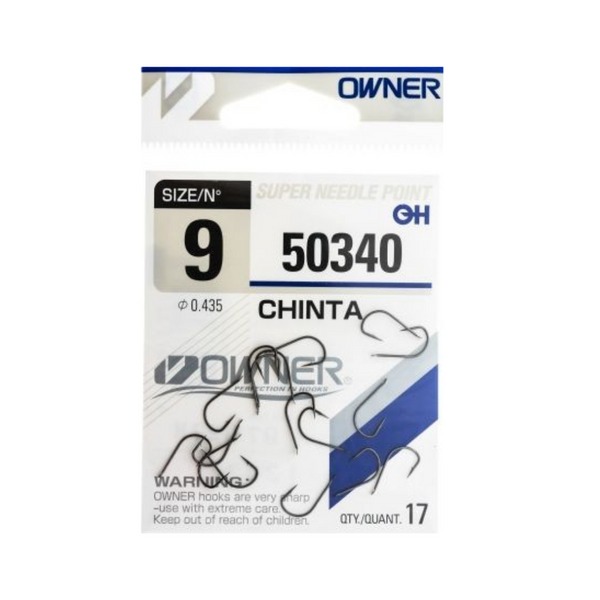 OWNER
SIZE/N°
SUPER NEEDLE POINT
OH
9
50340
Φ 0.435
CHINTA
OWNER®
PERFECTION IN HOOKS
WARNING:
OWNER hooks are very sharp
-use with extreme care.
Keep out of reach of children.
QTY./QUANT. 17